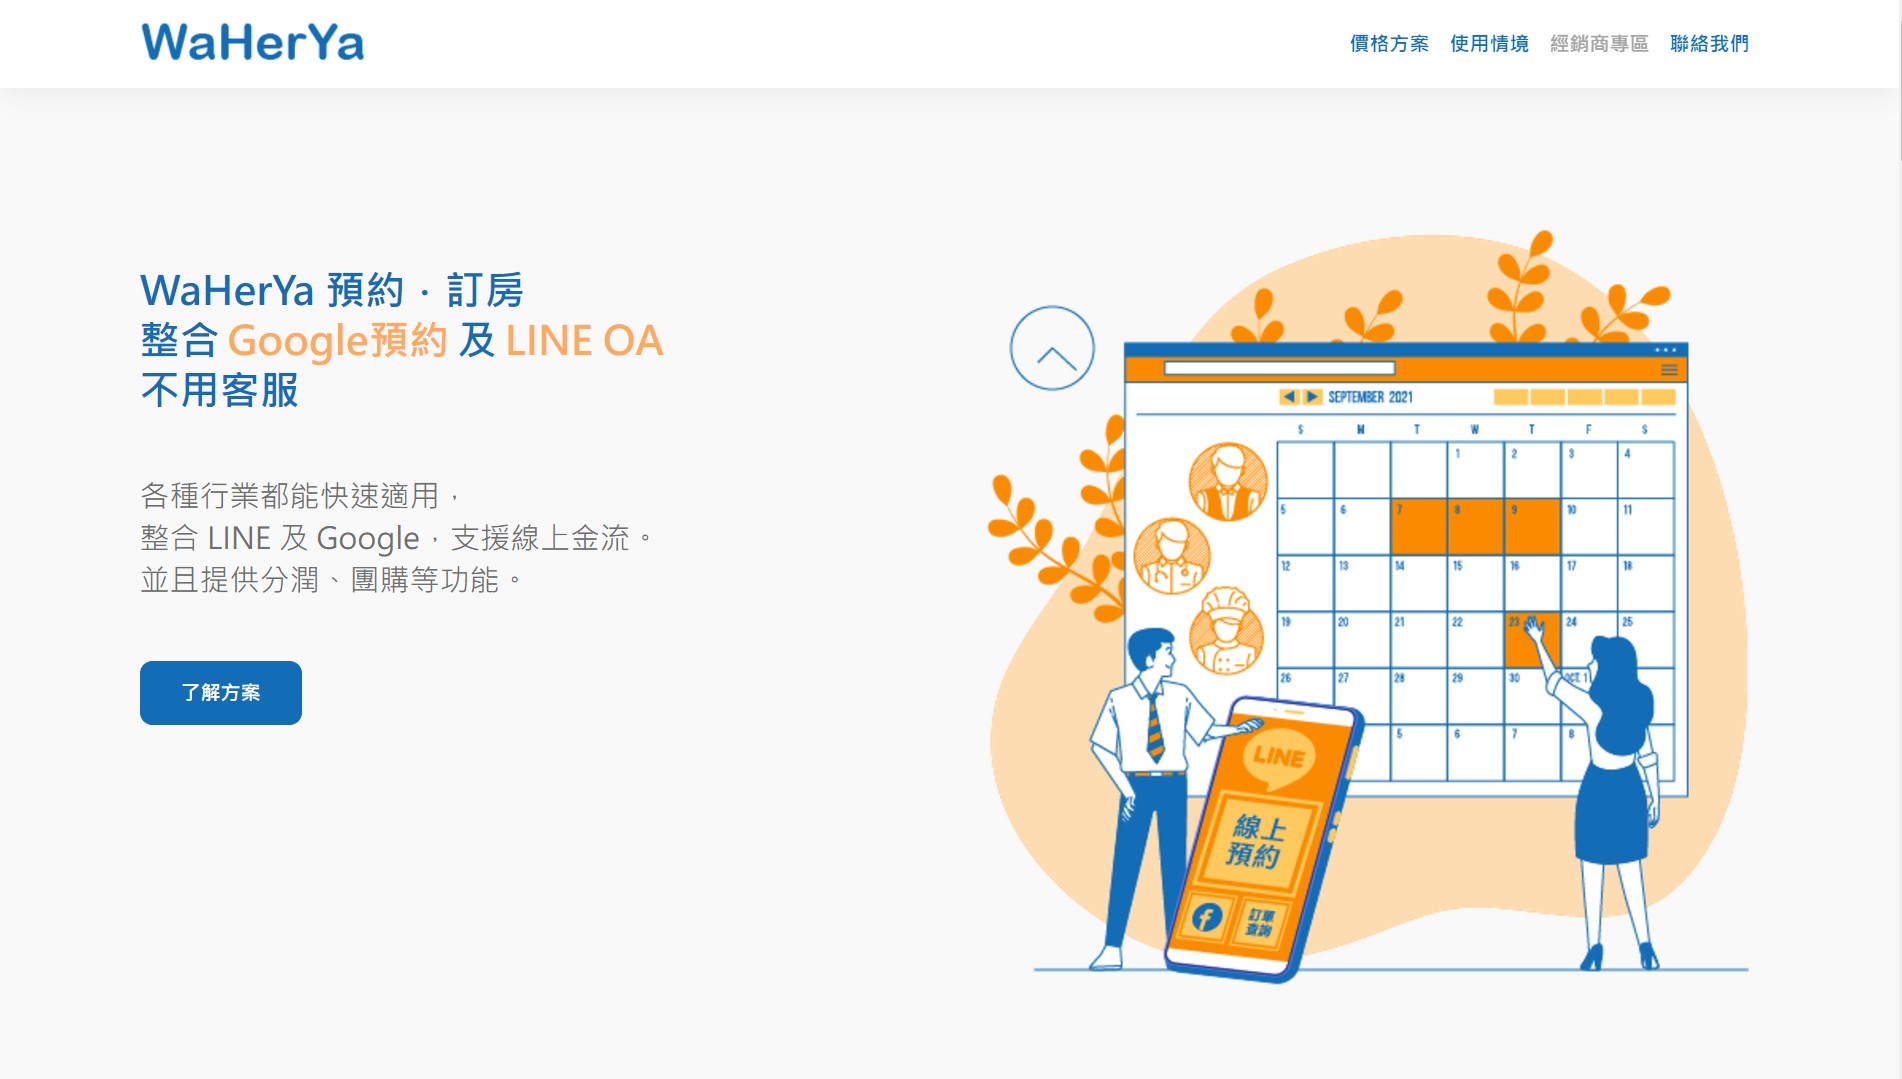 WaHerYa
價格方案 使用情境 經銷商專區 聯絡我們
WaHerYa 預約．訂房
整合 Google預約 及 LINE OA
不用客服
各種行業都能快速適用，
整合 LINE 及 Google，支援線上金流。
並且提供分潤、團購等功能。
了解方案
SEPTEMBER 2021
S M T W T F S
1 2 3 4
5 6 7 8 9 10 11
12 13 14 15 16 17 18
19 20 21 22 23 24 25
26 27 28 29 30 OCT. 1
5 6 7 8
LINE
線上
預約
f
訂單
查詢